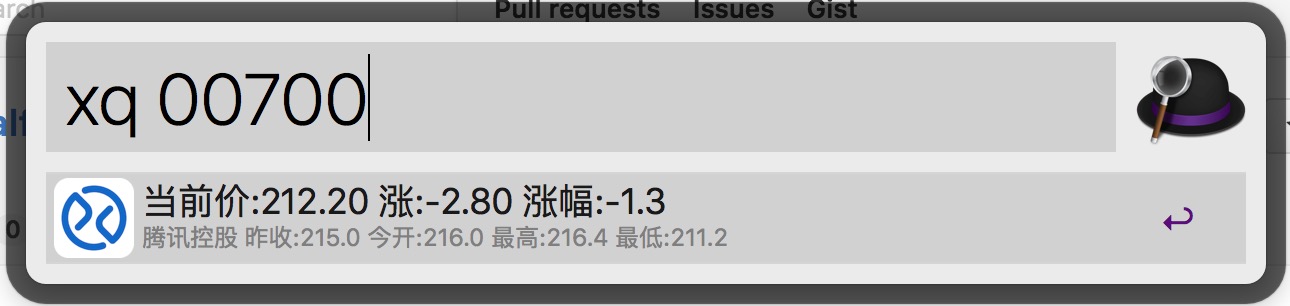 Pull requests Issues Gist
xq 00700
当前价:212.20 涨:-2.80 涨幅:-1.3
腾讯控股 昨收:215.0 今开:216.0 最高:216.4 最低:211.2
0